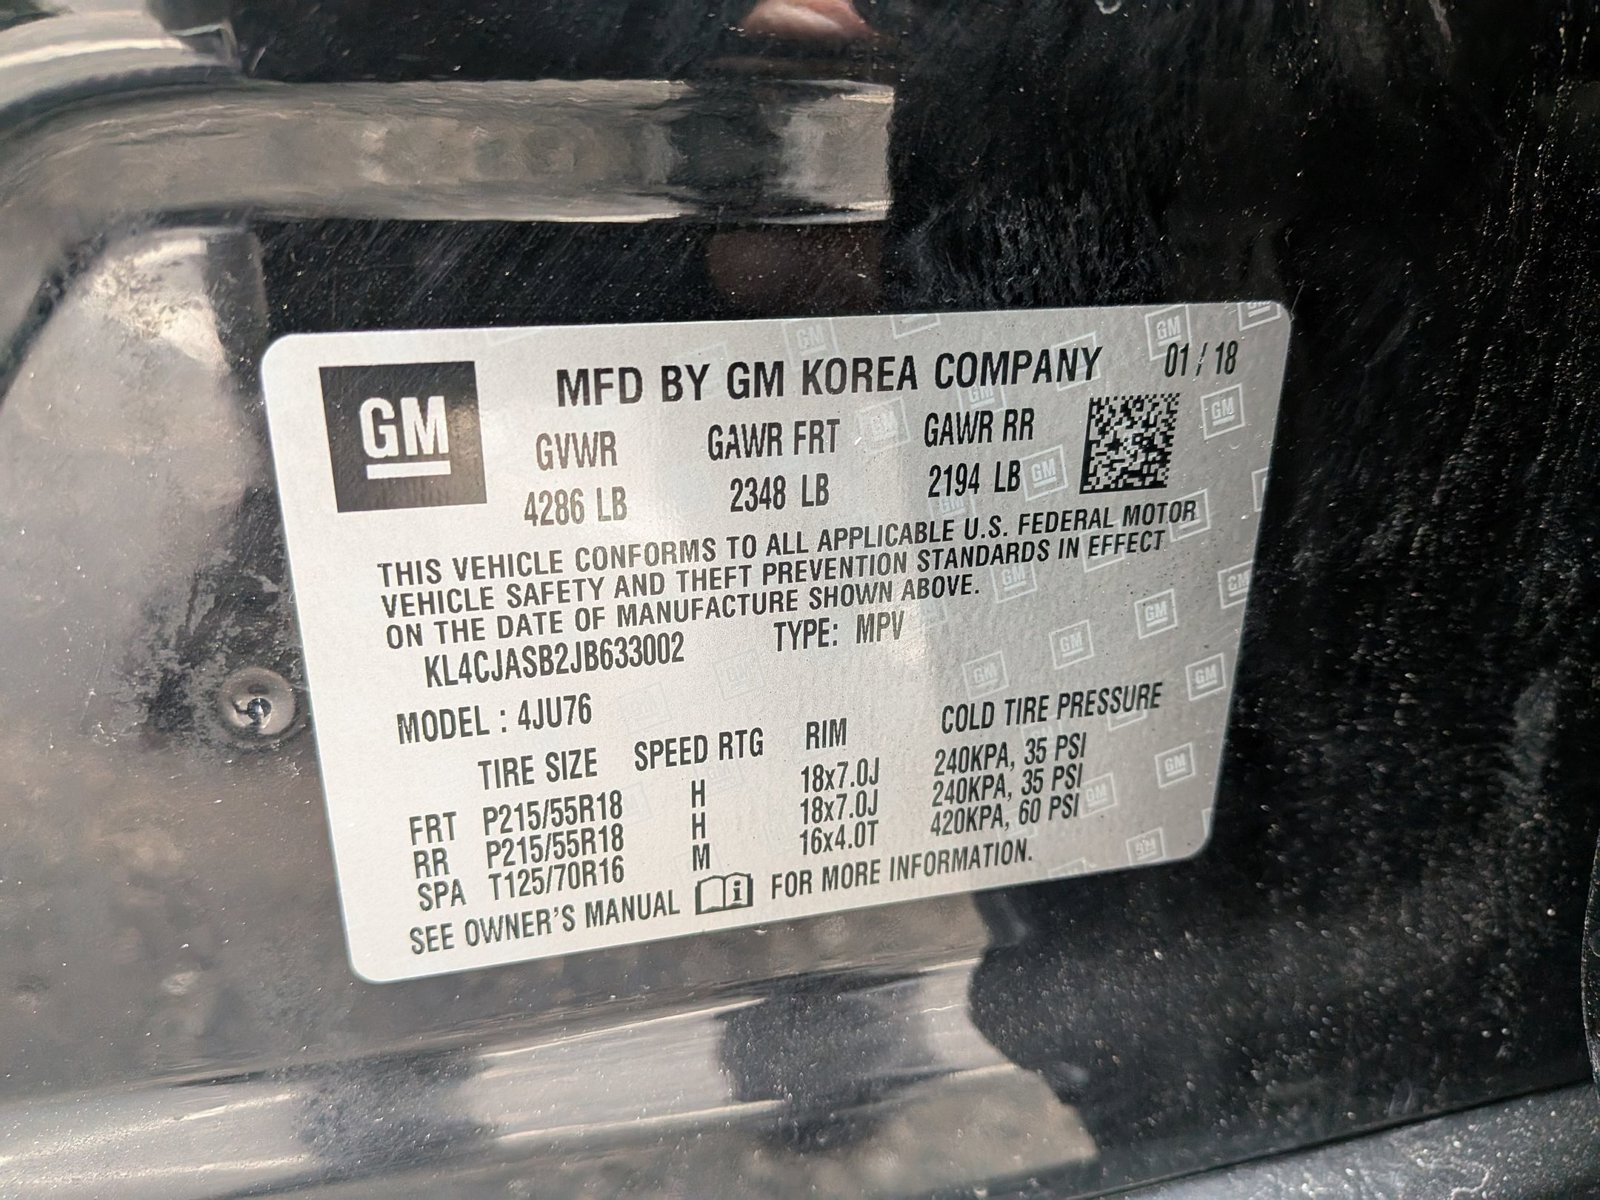 GM
MFD BY GM KOREA COMPANY 01 / 18
GVWR GAWR FRT GAWR RR
4286 LB 2348 LB 2194 LB
THIS VEHICLE CONFORMS TO ALL APPLICABLE U.S. FEDERAL MOTOR
VEHICLE SAFETY AND THEFT PREVENTION STANDARDS IN EFFECT
ON THE DATE OF MANUFACTURE SHOWN ABOVE.
KL4CJASB2JB633002 TYPE: MPV
MODEL : 4JU76
TIRE SIZE SPEED RTG RIM COLD TIRE PRESSURE
FRT P215/55R18 H 18x7.0J 240KPA, 35 PSI
RR P215/55R18 H 18x7.0J 240KPA, 35 PSI
SPA T125/70R16 M 16x4.0T 420KPA, 60 PSI
SEE OWNER'S MANUAL FOR MORE INFORMATION.